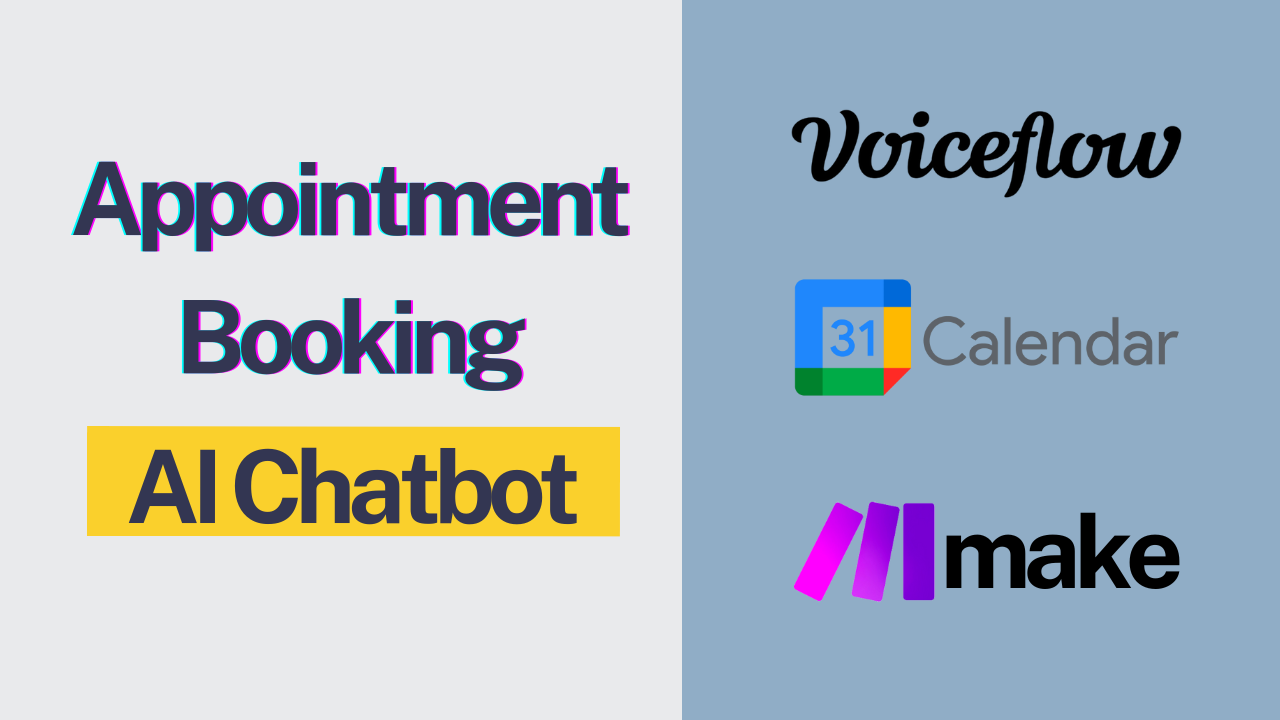 Appointment
Booking
AI Chatbot
Voiceflow
31 Calendar
make